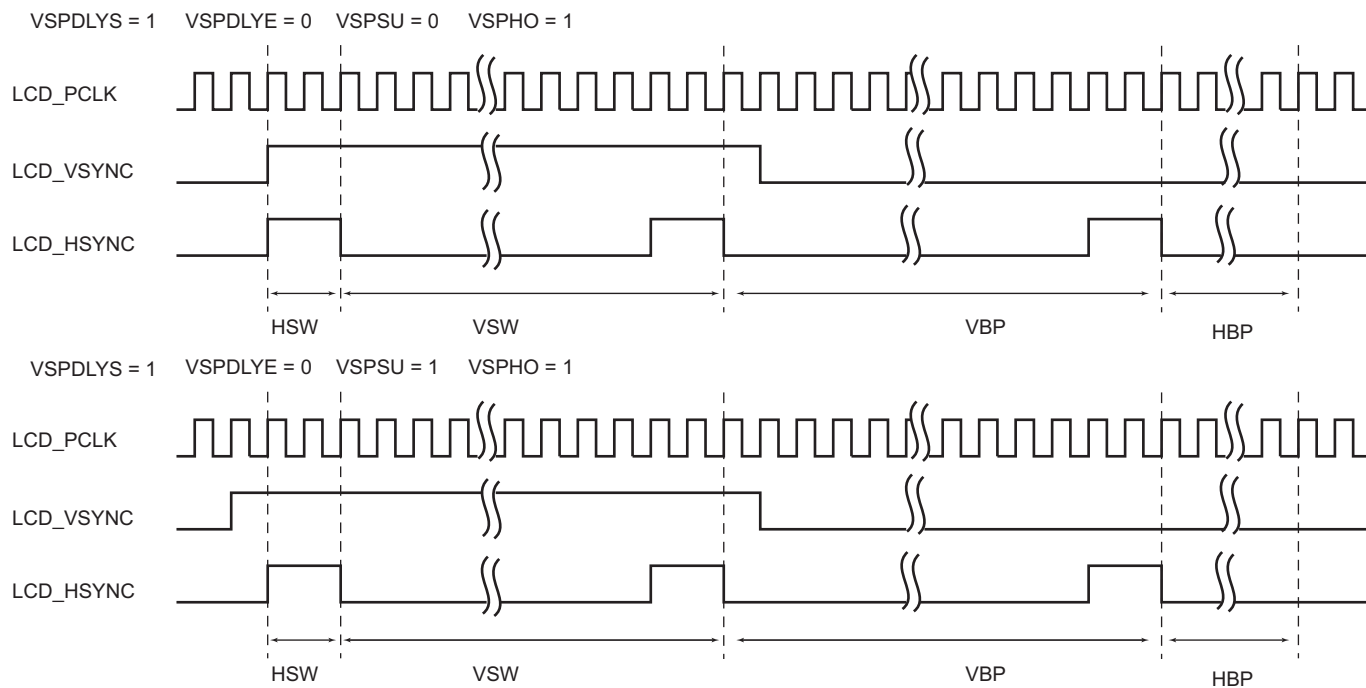 VSPDLYS = 1 VSPDLYE = 0 VSPSU = 0 VSPHO = 1
LCD_PCLK
LCD_VSYNC
LCD_HSYNC
HSW VSW VBP HBP
VSPDLYS = 1 VSPDLYE = 0 VSPSU = 1 VSPHO = 1
LCD_PCLK
LCD_VSYNC
LCD_HSYNC
HSW VSW VBP HBP